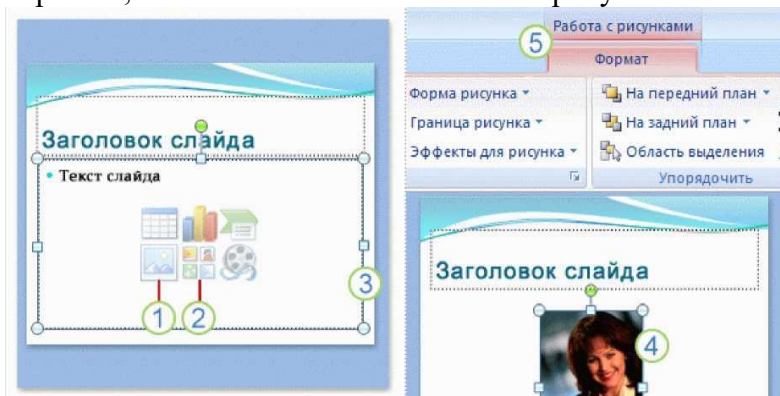 Работа с рисунками
5
Формат
Форма рисунка
На передний план
Граница рисунка
На задний план
Эффекты для рисунка
Область выделения
Упорядочить
Заголовок слайда
Текст слайда
1
2
3
Заголовок слайда
4